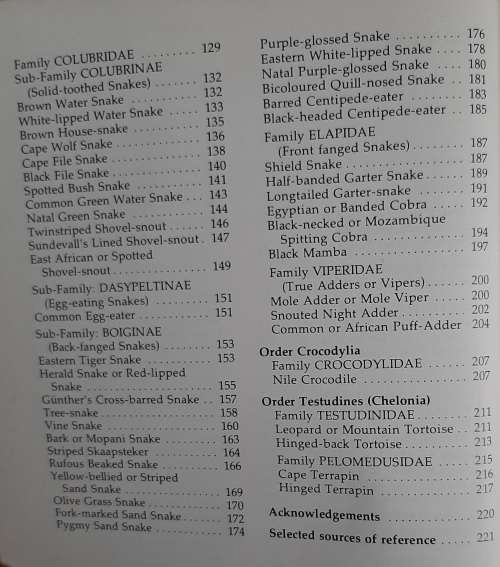 Family COLUBRIDAE ......... 129
Sub-Family COLUBRINAE
(Solid-toothed Snakes) ....... 132
Brown Water Snake ........... 132
White-lipped Water Snake ..... 133
Brown House-snake ............ 135
Cape Wolf Snake .............. 136
Cape File Snake ............... 138
Black File Snake ............... 140
Spotted Bush Snake ........... 141
Common Green Water Snake ... 143
Natal Green Snake ............ 144
Twinstriped Shovel-snout ...... 146
Sundevall's Lined Shovel-snout . 147
East African or Spotted
Shovel-snout ................ 149
Sub-Family: DASYPELTINAE
(Egg-eating Snakes) ......... 151
Common Egg-eater ............ 151
Sub-Family: BOIGINAE
(Back-fanged Snakes) ........ 153
Eastern Tiger Snake ........... 153
Herald Snake or Red-lipped
Snake ...................... 155
Günther's Cross-barred Snake .. 157
Tree-snake .................... 158
Vine Snake ................... 160
Bark or Mopani Snake ......... 163
Striped Skaapsteker ........... 164
Rufous Beaked Snake ......... 166
Yellow-bellied or Striped
Sand Snake ................. 169
Olive Grass Snake ............. 170
Fork-marked Sand Snake ....... 172
Pygmy Sand Snake ............ 174
Purple-glossed Snake .......... 176
Eastern White-lipped Snake .... 178
Natal Purple-glossed Snake .... 180
Bicoloured Quill-nosed Snake .. 181
Barred Centipede-eater ........ 183
Black-headed Centipede-eater .. 185
Family ELAPIDAE
(Front fanged Snakes) ........ 187
Shield Snake .................. 187
Half-banded Garter Snake ...... 189
Longtailed Garter-snake ....... 191
Egyptian or Banded Cobra ..... 192
Black-necked or Mozambique
Spitting Cobra .............. 194
Black Mamba ................. 197
Family VIPERIDAE
(True Adders or Vipers) ...... 200
Mole Adder or Mole Viper ..... 200
Snouted Night Adder .......... 202
Common or African Puff-Adder 204
Order Crocodylia
Family CROCODYLIDAE ...... 207
Nile Crocodile ................ 207
Order Testudines (Chelonia)
Family TESTUDINIDAE ........ 211
Leopard or Mountain Tortoise .. 211
Hinged-back Tortoise .......... 213
Family PELOMEDUSIDAE ..... 215
Cape Terrapin ................ 216
Hinged Terrapin .............. 217
Acknowledgements ............ 220
Selected sources of reference ..... 221